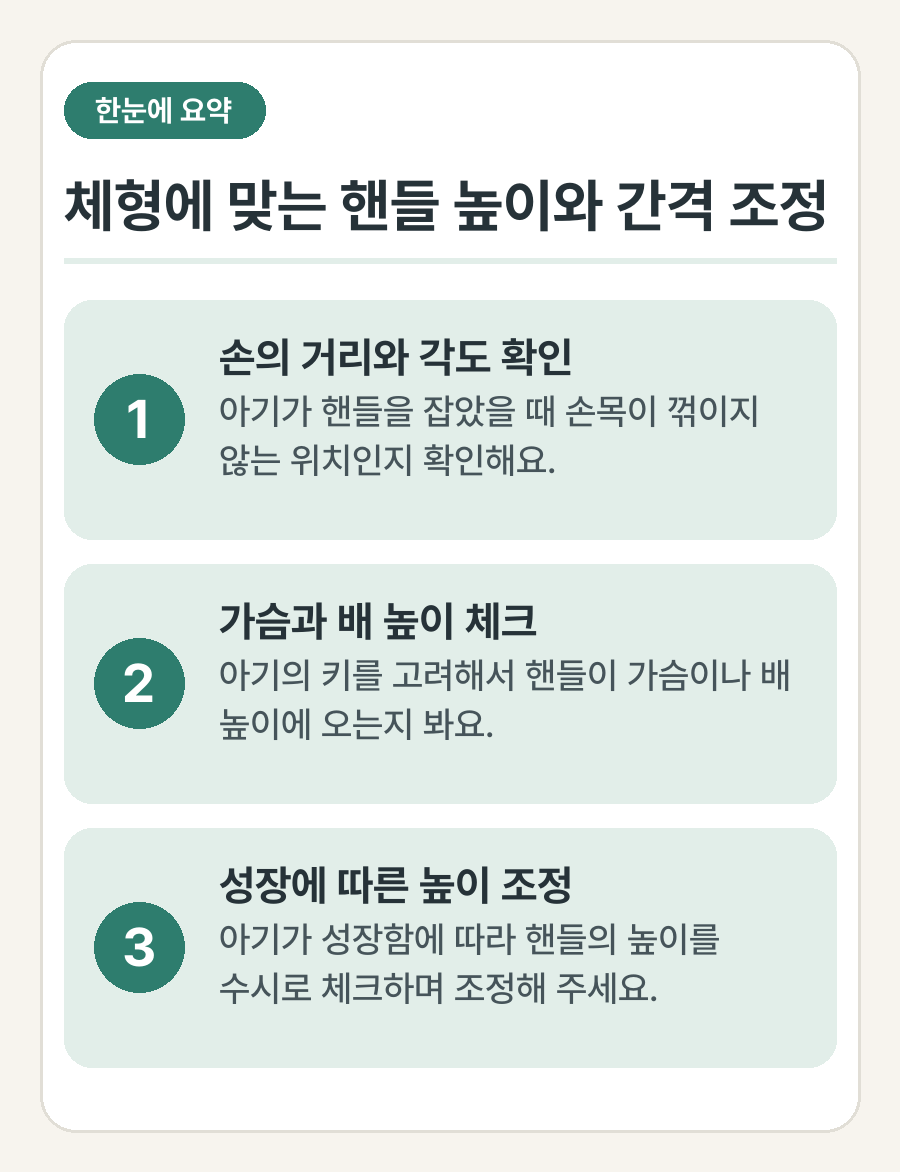 한눈에 요약
체형에 맞는 핸들 높이와 간격 조정
1
손의 거리와 각도 확인
아기가 핸들을 잡았을 때 손목이 꺾이지
않는 위치인지 확인해요.
2
가슴과 배 높이 체크
아기의 키를 고려해서 핸들이 가슴이나 배
높이에 오는지 봐요.
3
성장에 따른 높이 조정
아기가 성장함에 따라 핸들의 높이를
수시로 체크하며 조정해 주세요.